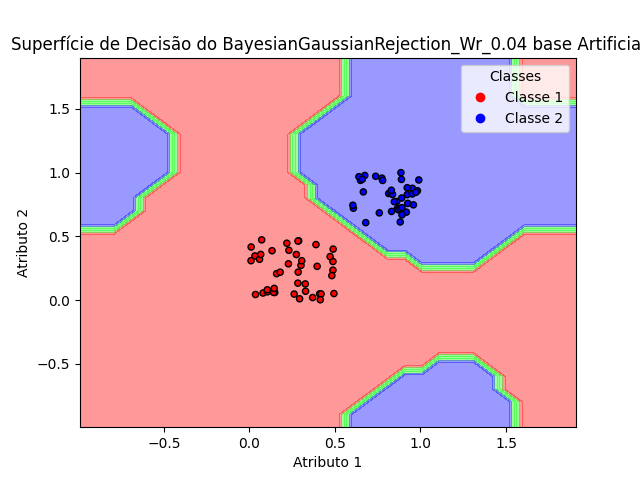 Superfície de Decisão do BayesianGaussianRejection_Wr_0.04 base Artificia
Classes
Classe 1
Classe 2
Atributo 2
1.5
1.0
0.5
0.0
−0.5
−0.5
0.0
0.5
1.0
1.5
Atributo 1